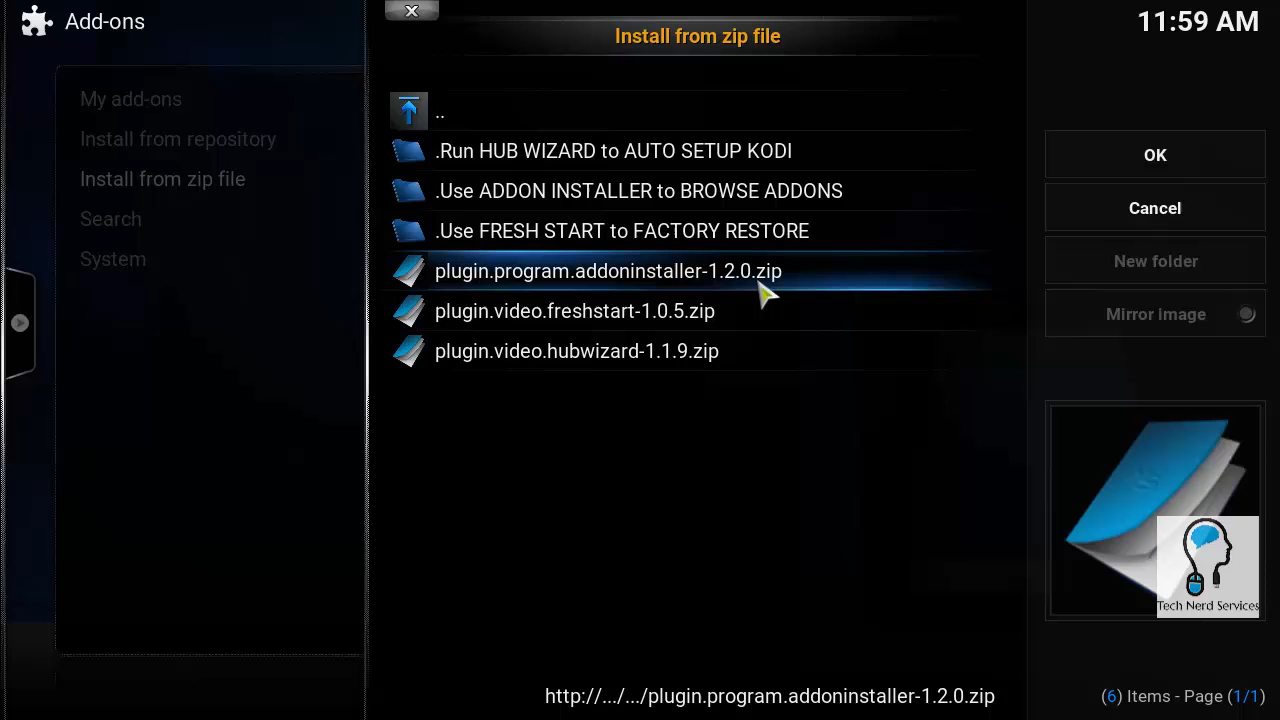 Add-ons
Install from zip file
11:59 AM
My add-ons
Install from repository
Install from zip file
Search
System
..
.Run HUB WIZARD to AUTO SETUP KODI
.Use ADDON INSTALLER to BROWSE ADDONS
.Use FRESH START to FACTORY RESTORE
plugin.program.addoninstaller-1.2.0.zip
plugin.video.freshstart-1.0.5.zip
plugin.video.hubwizard-1.1.9.zip
OK
Cancel
New folder
Mirror image
Tech Nerd Services
http://.../.../plugin.program.addoninstaller-1.2.0.zip
(6) Items - Page (1/1)